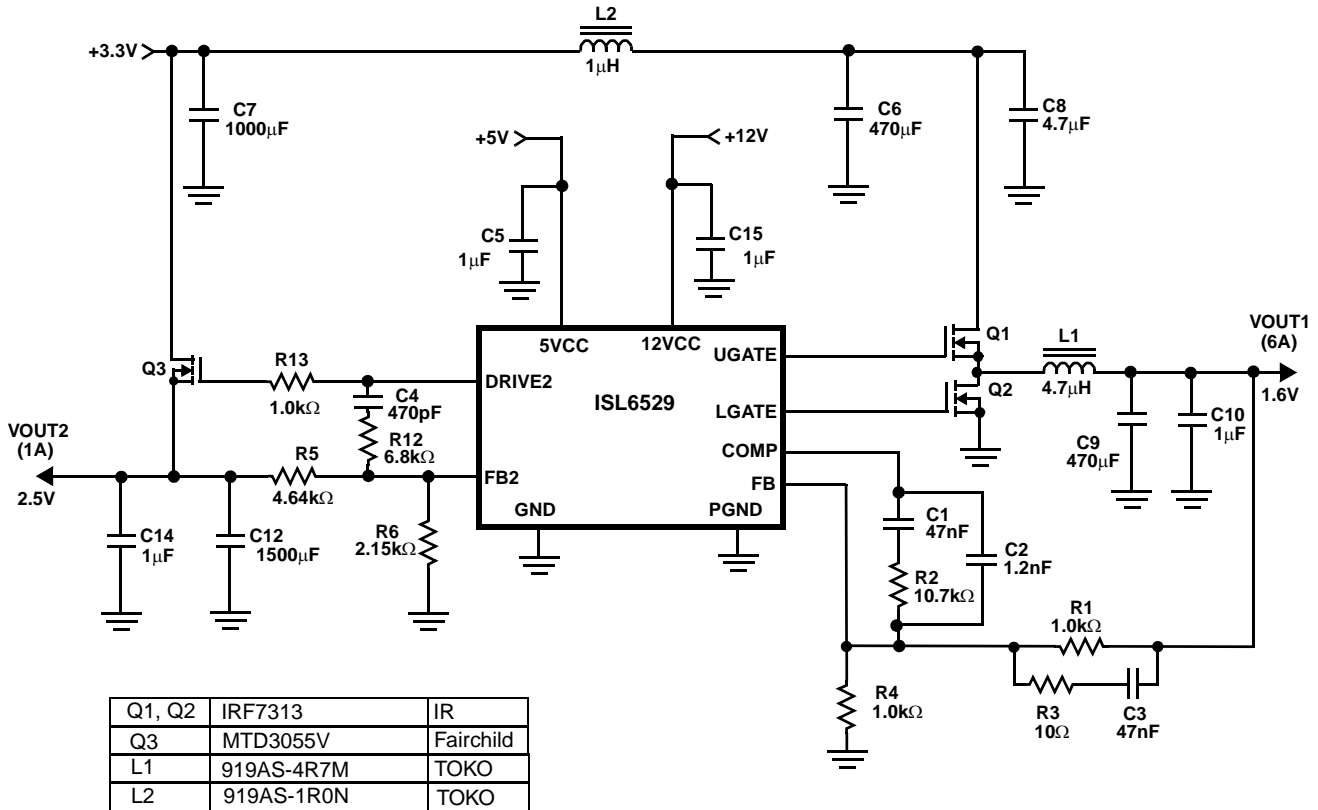 L2
+3.3V
1μH
C7
1000μF
C6
470μF
C8
4.7μF
+5V
+12V
C5
1μF
C15
1μF
5VCC
12VCC
UGATE
Q1
L1
4.7μH
VOUT1
(6A)
1.6V
Q3
R13
1.0kΩ
DRIVE2
ISL6529
LGATE
Q2
C4
470pF
R12
6.8kΩ
COMP
C9
470μF
C10
1μF
VOUT2
(1A)
2.5V
R5
4.64kΩ
FB2
FB
GND
PGND
C14
1μF
C12
1500μF
R6
2.15kΩ
C1
47nF
C2
1.2nF
R2
10.7kΩ
R1
1.0kΩ
R4
1.0kΩ
R3
10Ω
C3
47nF
Q1, Q2 IRF7313 IR
Q3 MTD3055V Fairchild
L1 919AS-4R7M TOKO
L2 919AS-1R0N TOKO